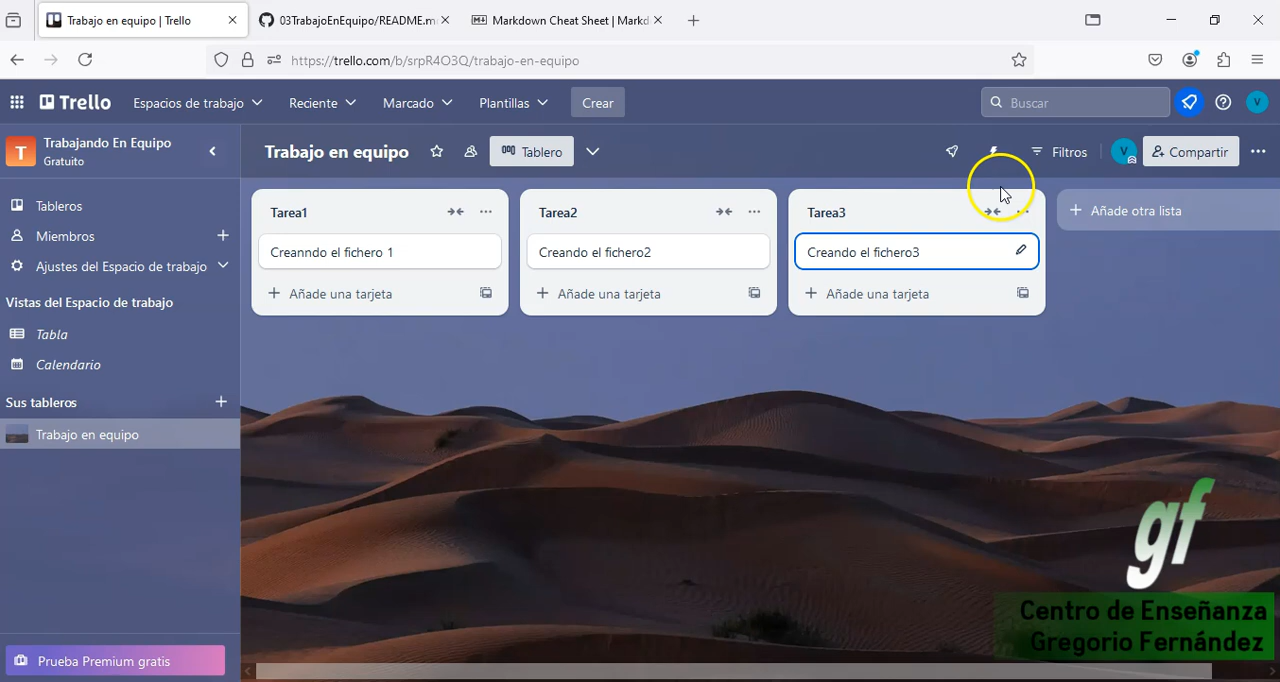 Trabajo en equipo | Trello
03TrabajoEnEquipo/README.m
Markdown Cheat Sheet | Markd
https://trello.com/b/srpR4O3Q/trabajo-en-equipo
Trello
Espacios de trabajo
Reciente
Marcado
Plantillas
Crear
Buscar
V
T
Trabajando En Equipo
Gratuito
Trabajo en equipo
Tablero
Filtros
V
Compartir
Tableros
Miembros
Ajustes del Espacio de trabajo
Vistas del Espacio de trabajo
Tabla
Calendario
Sus tableros
Trabajo en equipo
Prueba Premium gratis
Tarea1
Creanndo el fichero 1
Añade una tarjeta
Tarea2
Creando el fichero2
Añade una tarjeta
Tarea3
Creando el fichero3
Añade una tarjeta
Añade otra lista
gf
Centro de Enseñanza
Gregorio Fernández